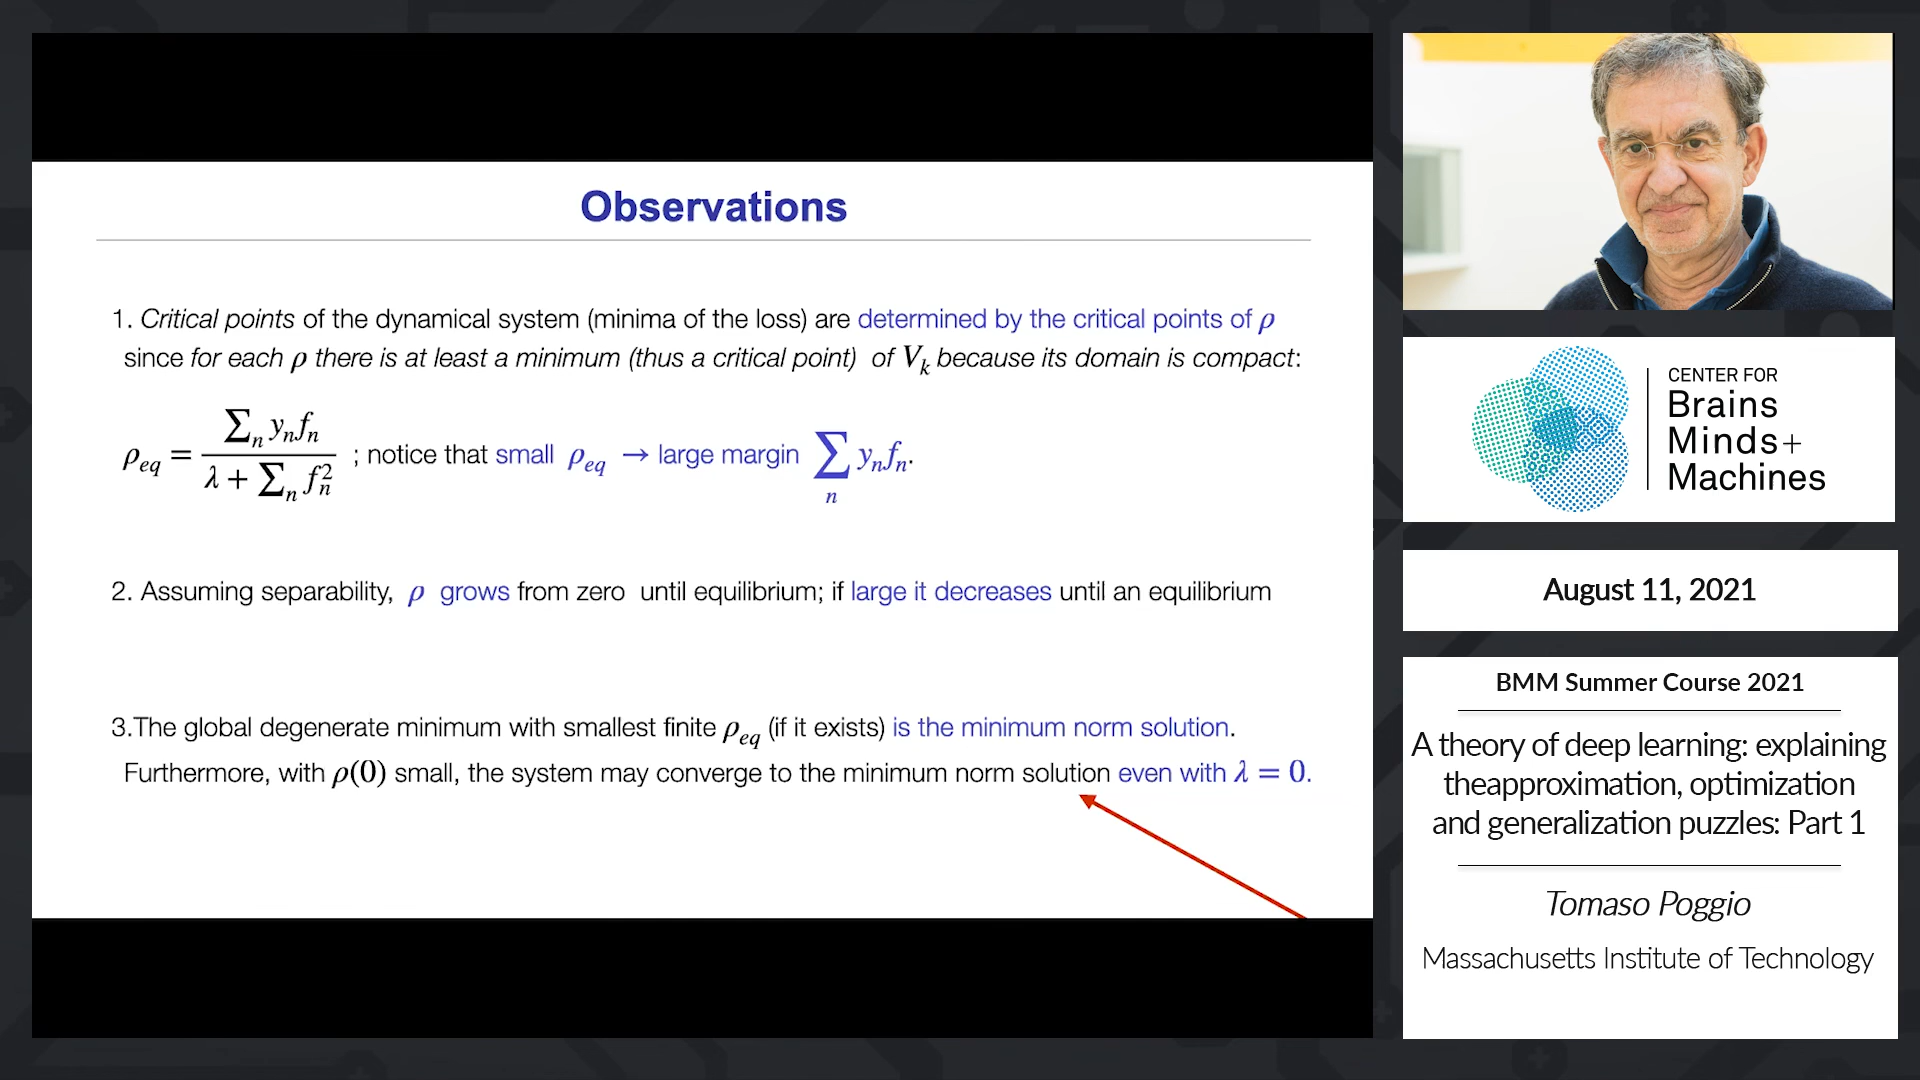 Observations
1. Critical points of the dynamical system (minima of the loss) are determined by the critical points of ρ
since for each ρ there is at least a minimum (thus a critical point) of V_k because its domain is compact:
ρ_eq = \frac{∑_n y_n f_n}{λ + ∑_n f_n^2} ; notice that small ρ_eq → large margin ∑_n y_n f_n.
2. Assuming separability, ρ grows from zero until equilibrium; if large it decreases until an equilibrium
3.The global degenerate minimum with smallest finite ρ_eq (if it exists) is the minimum norm solution.
Furthermore, with ρ(0) small, the system may converge to the minimum norm solution even with λ = 0.
CENTER FOR
Brains
Minds+
Machines
August 11, 2021
BMM Summer Course 2021
A theory of deep learning: explaining
theapproximation, optimization
and generalization puzzles: Part 1
Tomaso Poggio
Massachusetts Institute of Technology